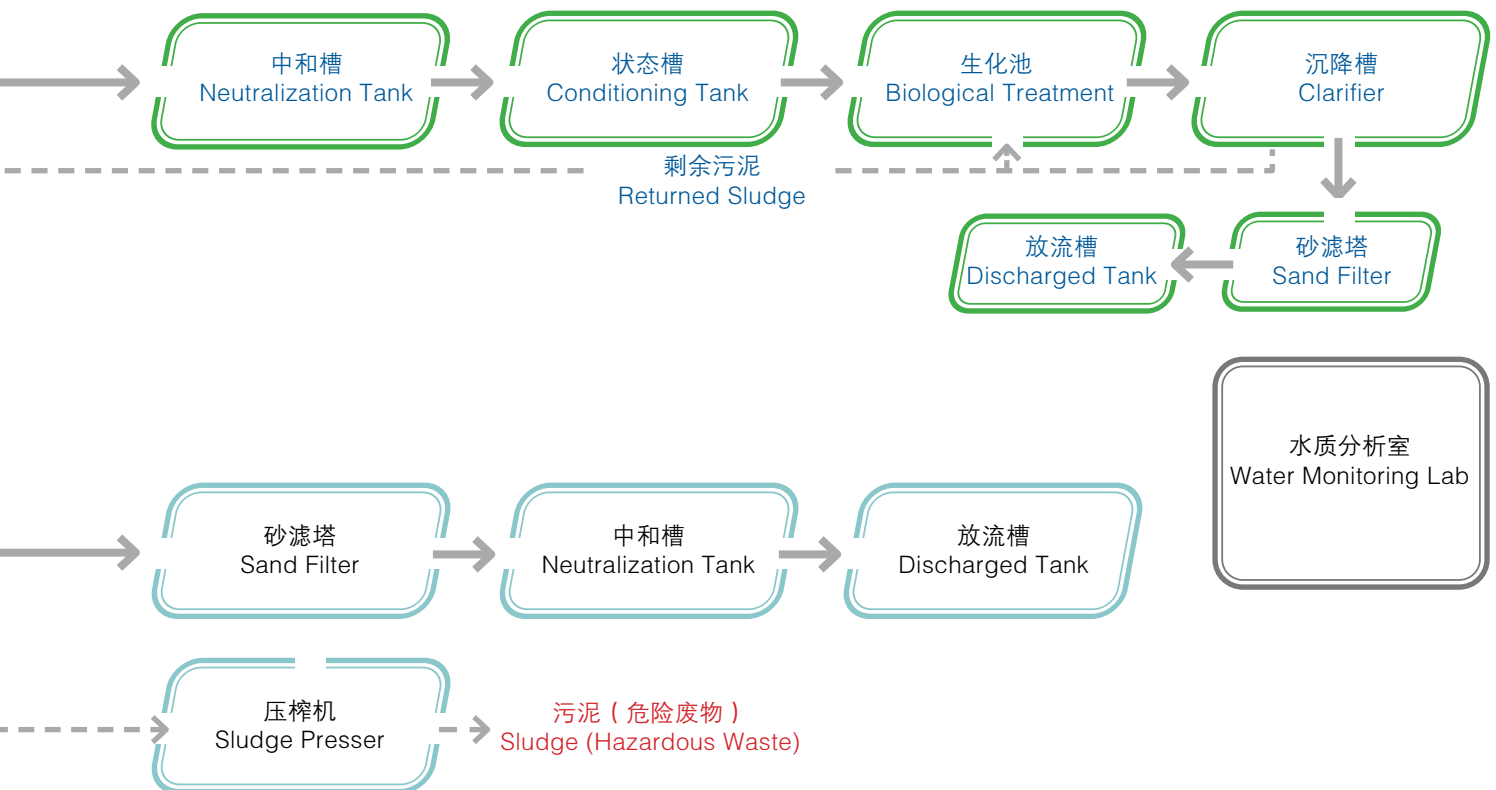 中和槽
Neutralization Tank
状态槽
Conditioning Tank
生化池
Biological Treatment
沉降槽
Clarifier
剩余污泥
Returned Sludge
放流槽
Discharged Tank
砂滤塔
Sand Filter
水质分析室
Water Monitoring Lab
砂滤塔
Sand Filter
中和槽
Neutralization Tank
放流槽
Discharged Tank
压榨机
Sludge Presser
污泥（危险废物）
Sludge (Hazardous Waste)